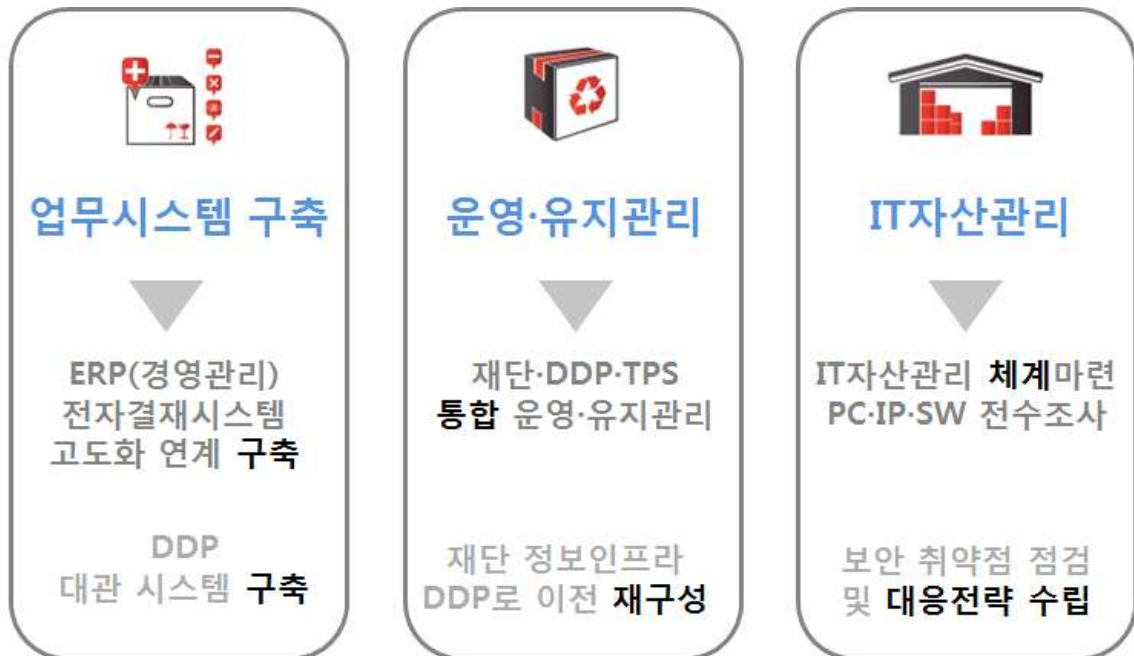 업무시스템 구축
ERP(경영관리)
전자결재시스템
고도화 연계 구축
DDP
대관 시스템 구축
운영·유지관리
재단·DDP·TPS
통합 운영·유지관리
재단 정보인프라
DDP로 이전 재구성
IT자산관리
IT자산관리 체계마련
PC·IP·SW 전수조사
보안 취약점 점검
및 대응전략 수립